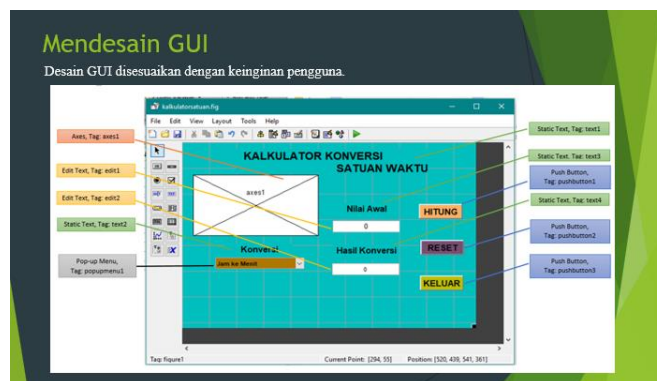 Mendesain GUI
Desain GUI disesuaikan dengan keinginan pengguna.
kalkulatorsatuan.fig
File Edit View Layout Tools Help
Axes, Tag: axes1
Edit Text, Tag: edit1
Edit Text, Tag: edit2
Static Text, Tag: text2
Pop-up Menu,
Tag: popupmenu1
KALKULATOR KONVERSI
SATUAN WAKTU
axes1
Nilai Awal
0
HITUNG
Konversi
Jam ke Menit
Hasil Konversi
0
RESET
KELUAR
Static Text, Tag: text1
Static Text. Tag: text3
Push Button,
Tag: pushbutton1
Static Text, Tag: text4
Push Button,
Tag: pushbutton2
Push Button,
Tag: pushbutton3
Tag: figure1
Current Point: [294, 55]
Position: [520, 439, 541, 361]